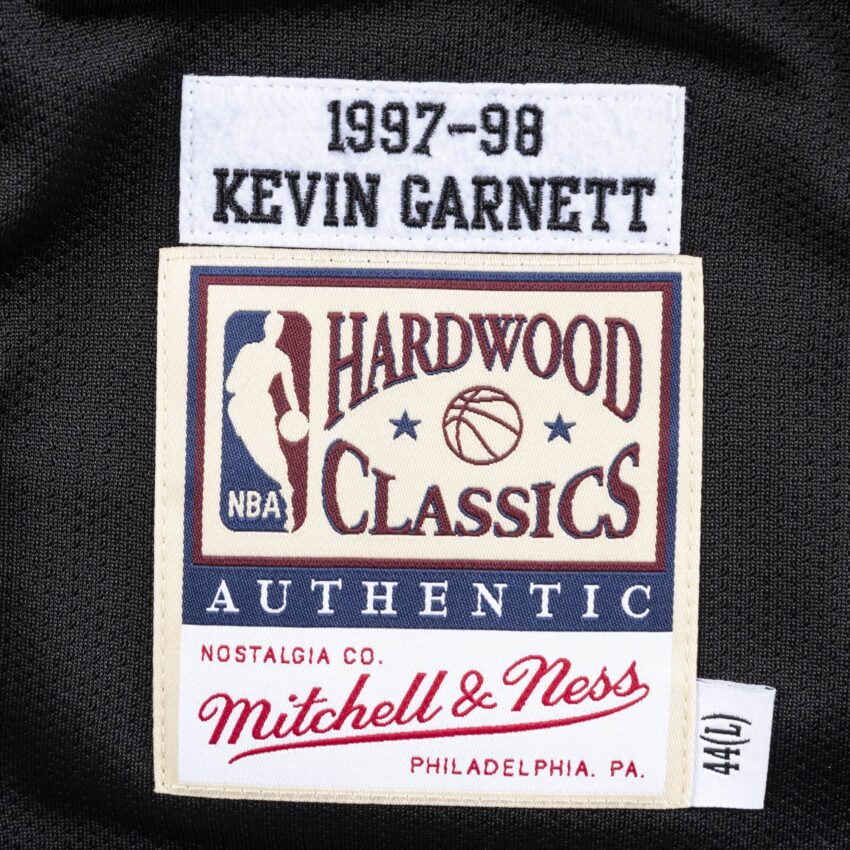 1997-98
KEVIN GARNETT
HARDWOOD
CLASSICS
NBA
AUTHENTIC
NOSTALGIA CO.
Mitchell & Ness
PHILADELPHIA. PA.
44(L)